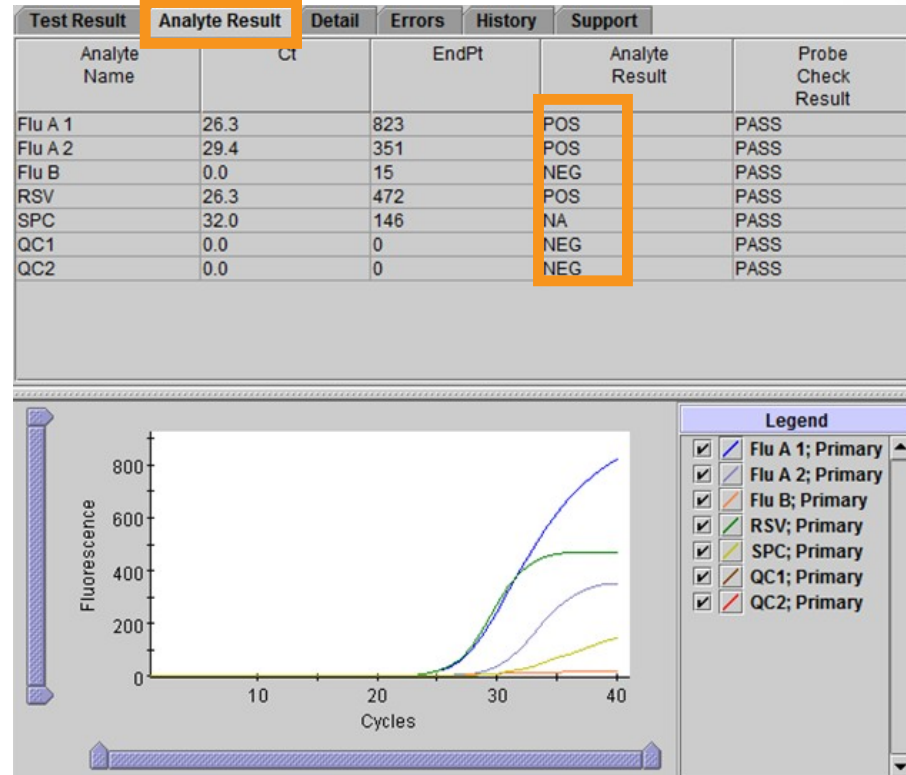 Test Result Analyte Result Detail Errors History Support
Analyte Name Ct EndPt Analyte Result Probe Check Result
Flu A 1 26.3 823 POS PASS
Flu A 2 29.4 351 POS PASS
Flu B 0.0 15 NEG PASS
RSV 26.3 472 POS PASS
SPC 32.0 146 NA PASS
QC1 0.0 0 NEG PASS
QC2 0.0 0 NEG PASS
Legend
Flu A 1; Primary
Flu A 2; Primary
Flu B; Primary
RSV; Primary
SPC; Primary
QC1; Primary
QC2; Primary
Fluorescence
800
600
400
200
0
10 20 30 40
Cycles